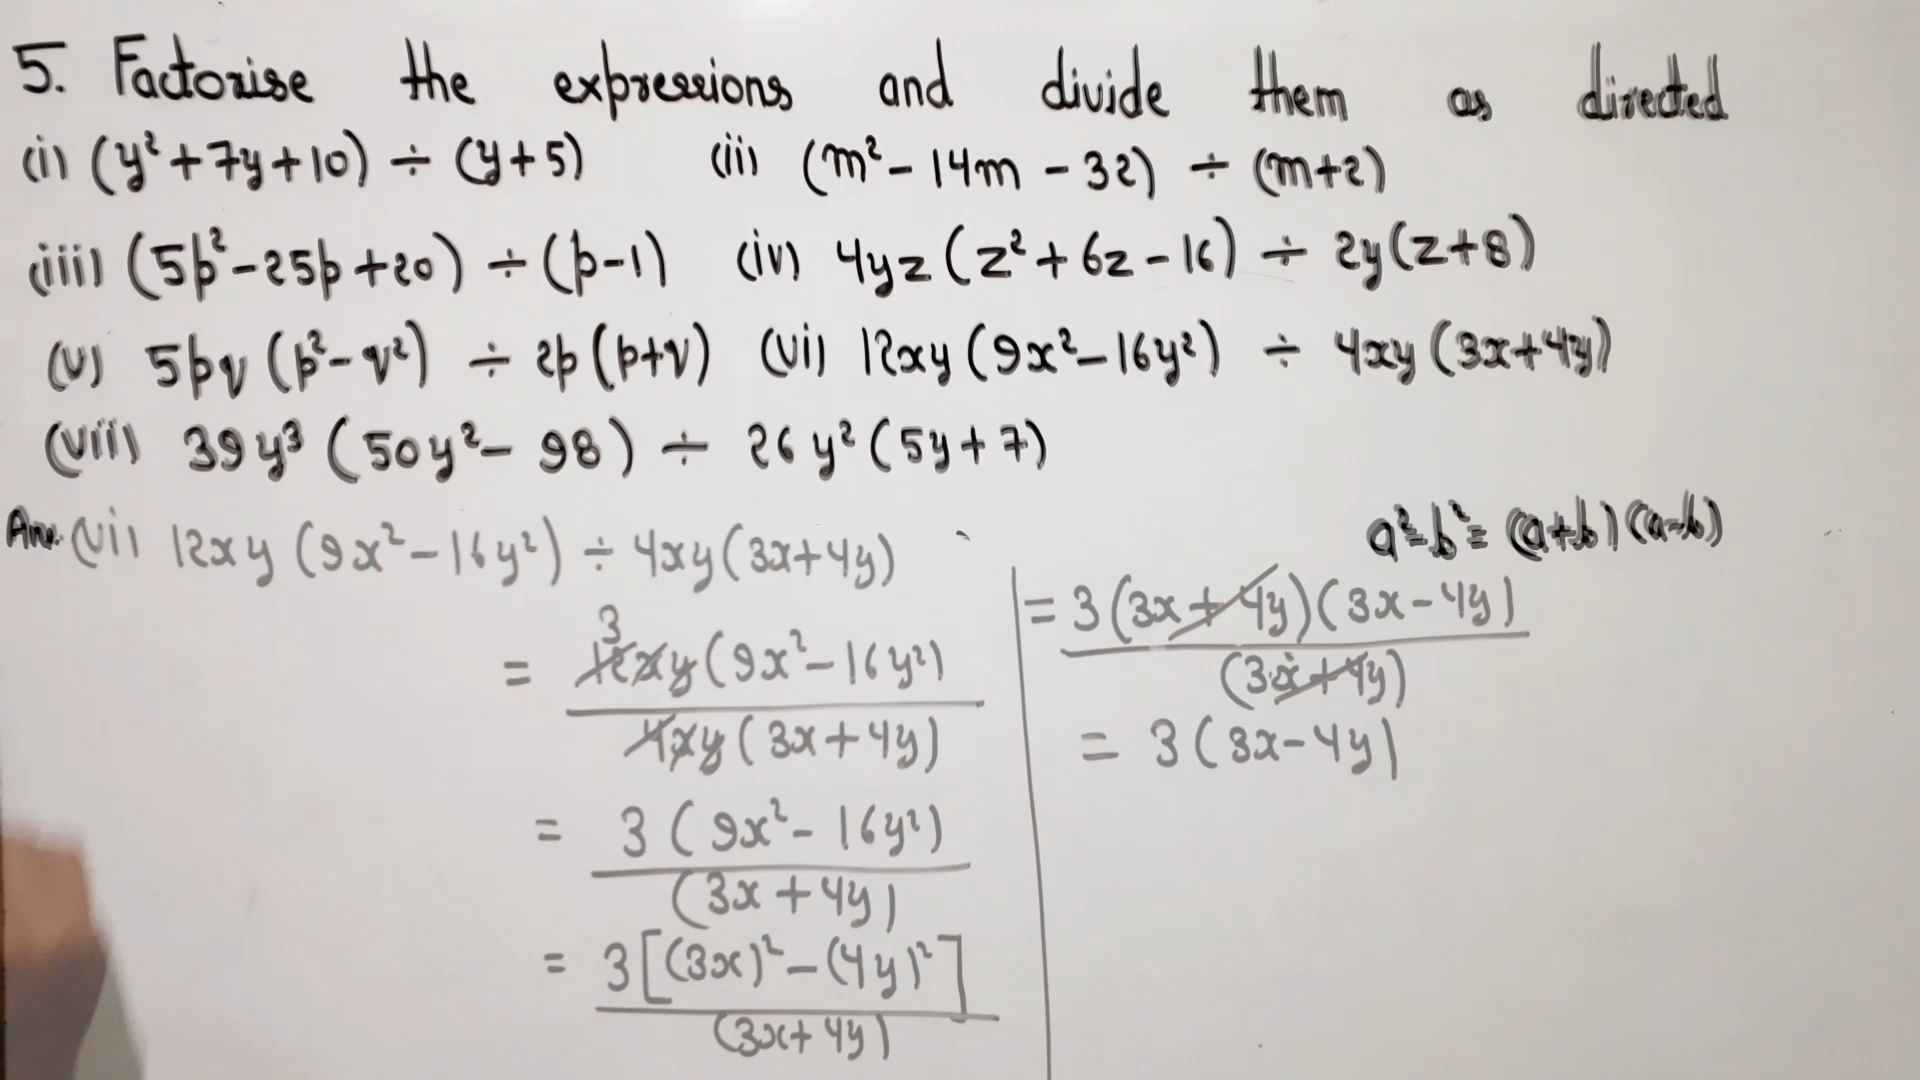 5. Factorise the expressions and divide them as directed
(i) (y²+7y+10) ÷ (y+5) (ii) (m²-14m-32) ÷ (m+2)
(iii) (5p²-25p+20) ÷ (p-1) (iv) 4yz(z²+6z-16) ÷ 2y(z+8)
(v) 5pq(p²-q²) ÷ 2p(p+q) (vi) 12xy(9x²-16y²) ÷ 4xy(3x+4y)
(vii) 39y³(50y²-98) ÷ 26y²(5y+7)
Ans. (vi) 12xy(9x²-16y²) ÷ 4xy(3x+4y)
3
= 12xy(9x²-16y²)
4xy(3x+4y)
= 3(9x²-16y²)
(3x+4y)
= 3[(3x)²-(4y)²]
(3x+4y)
a²-b²=(a+b)(a-b)
= 3(3x+4y)(3x-4y)
(3x+4y)
= 3(3x-4y)